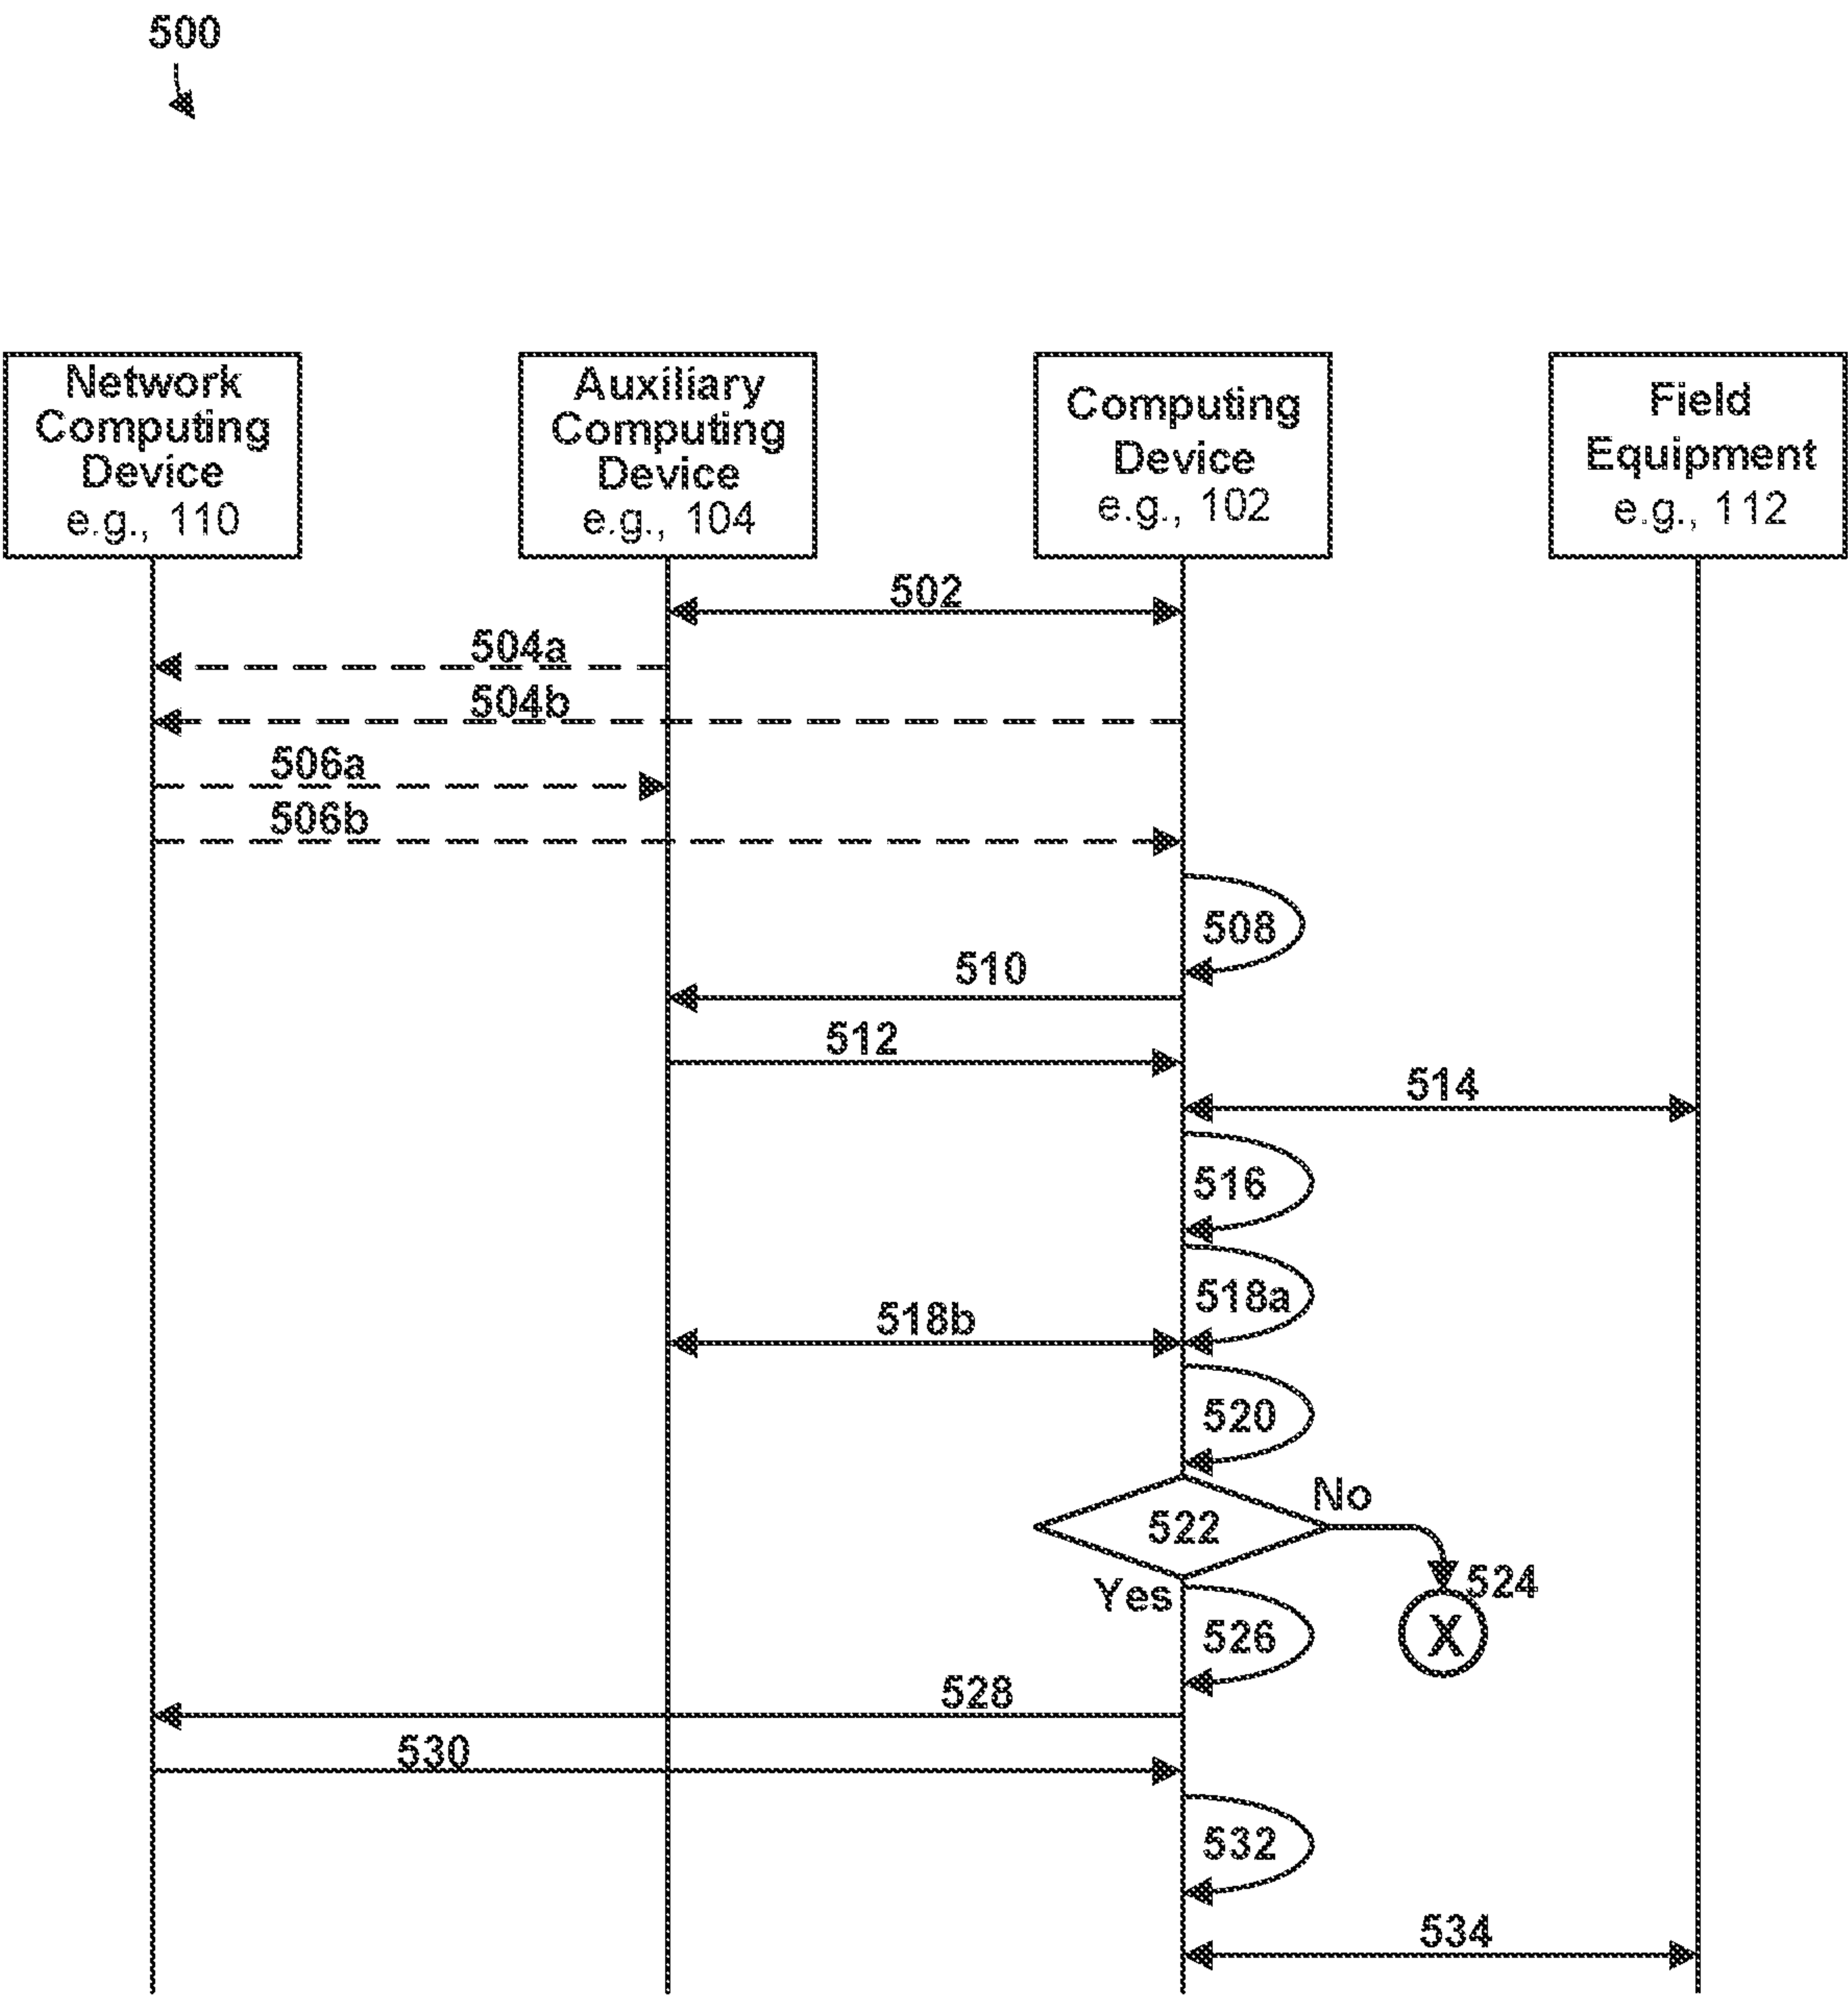 500
Network
Computing
Device
e.g., 110
Auxiliary
Computing
Device
e.g., 104
Computing
Device
e.g., 102
Field
Equipment
e.g., 112
502
504a
504b
506a
506b
508
510
512
514
516
518a
518b
520
522
No
524
X
Yes
526
528
530
532
534